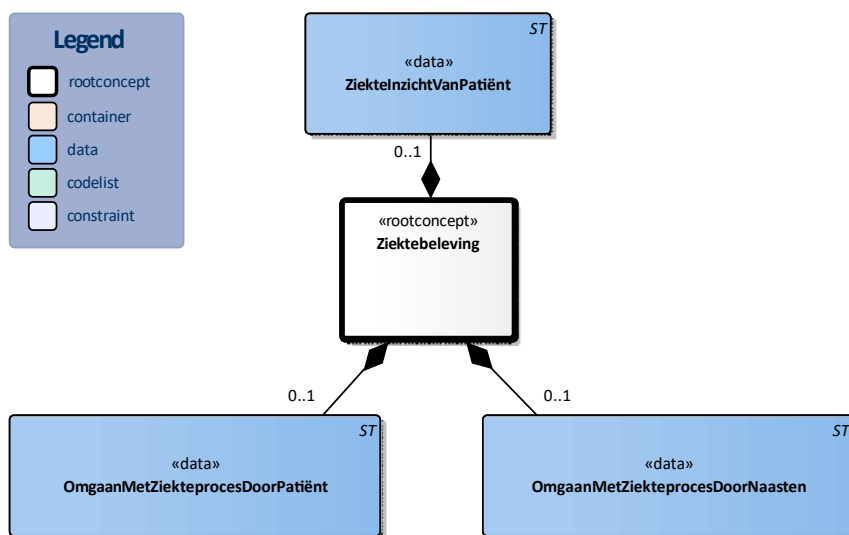 Legend
rootconcept
container
data
codelist
constraint
ST
«data»
ZiekteInzichtVanPatiënt
0..1
«rootconcept»
Ziektebeleving
0..1
0..1
ST
«data»
OmgaanMetZiekteprocesDoorPatiënt
ST
«data»
OmgaanMetZiekteprocesDoorNaasten